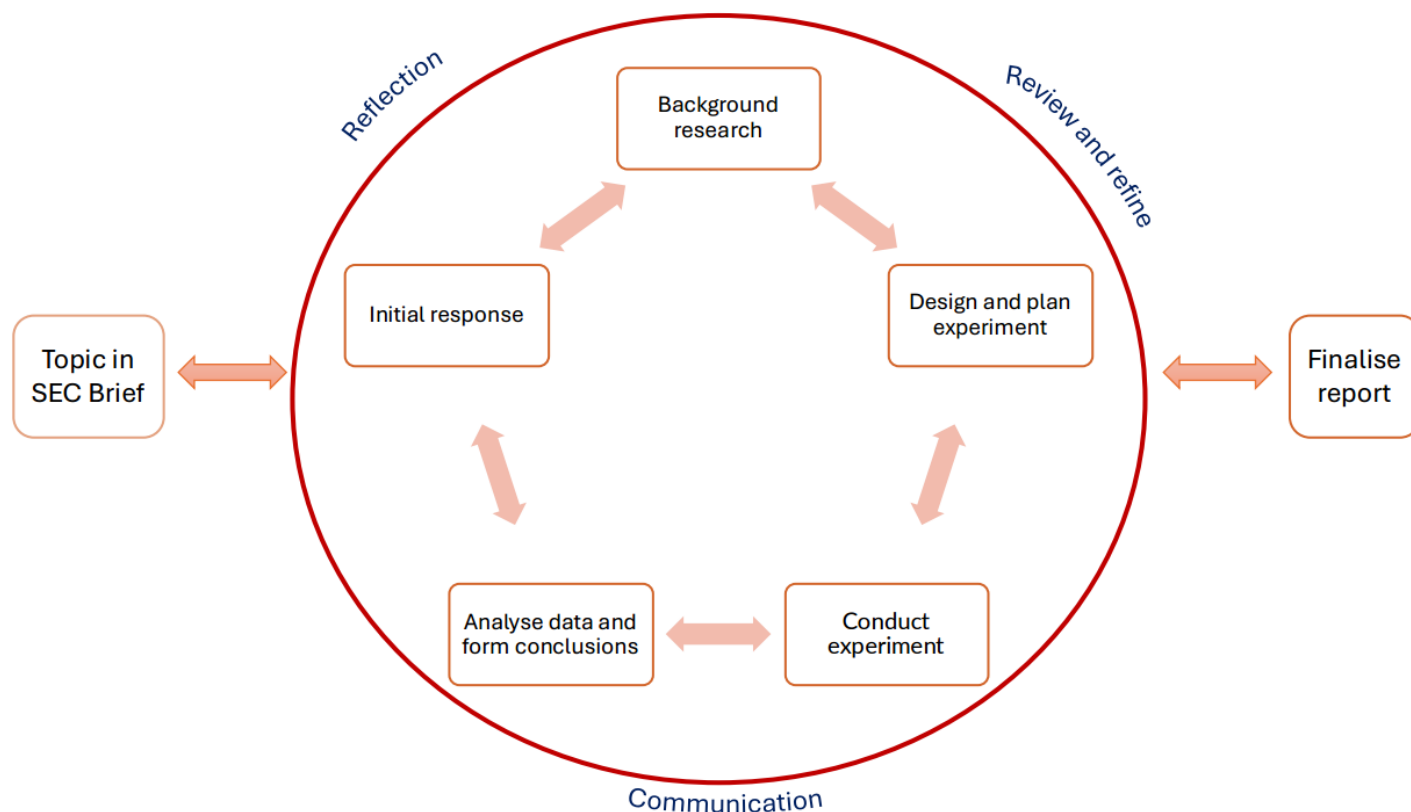 Reflection
Review and refine
Background
research
Initial response
Design and plan
experiment
Topic in
SEC Brief
Finalise
report
Analyse data and
form conclusions
Conduct
experiment
Communication